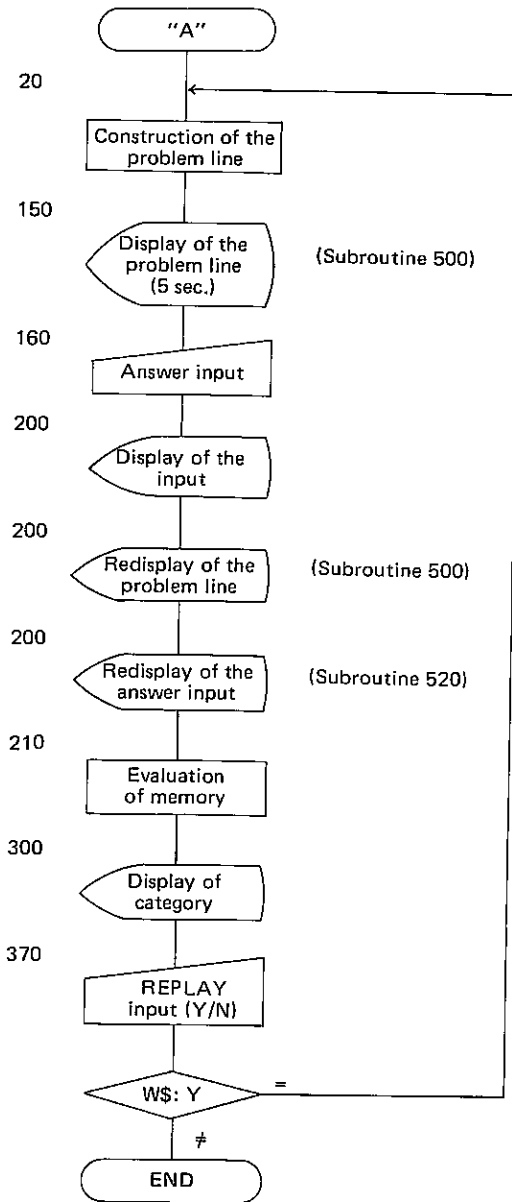 "A"
20
Construction of the
problem line
150
Display of the
problem line
(5 sec.)
(Subroutine 500)
160
Answer input
200
Display of the
input
200
Redisplay of the
problem line
(Subroutine 500)
200
Redisplay of the
answer input
(Subroutine 520)
210
Evaluation
of memory
300
Display of
category
370
REPLAY
input (Y/N)
W$: Y
=
≠
END